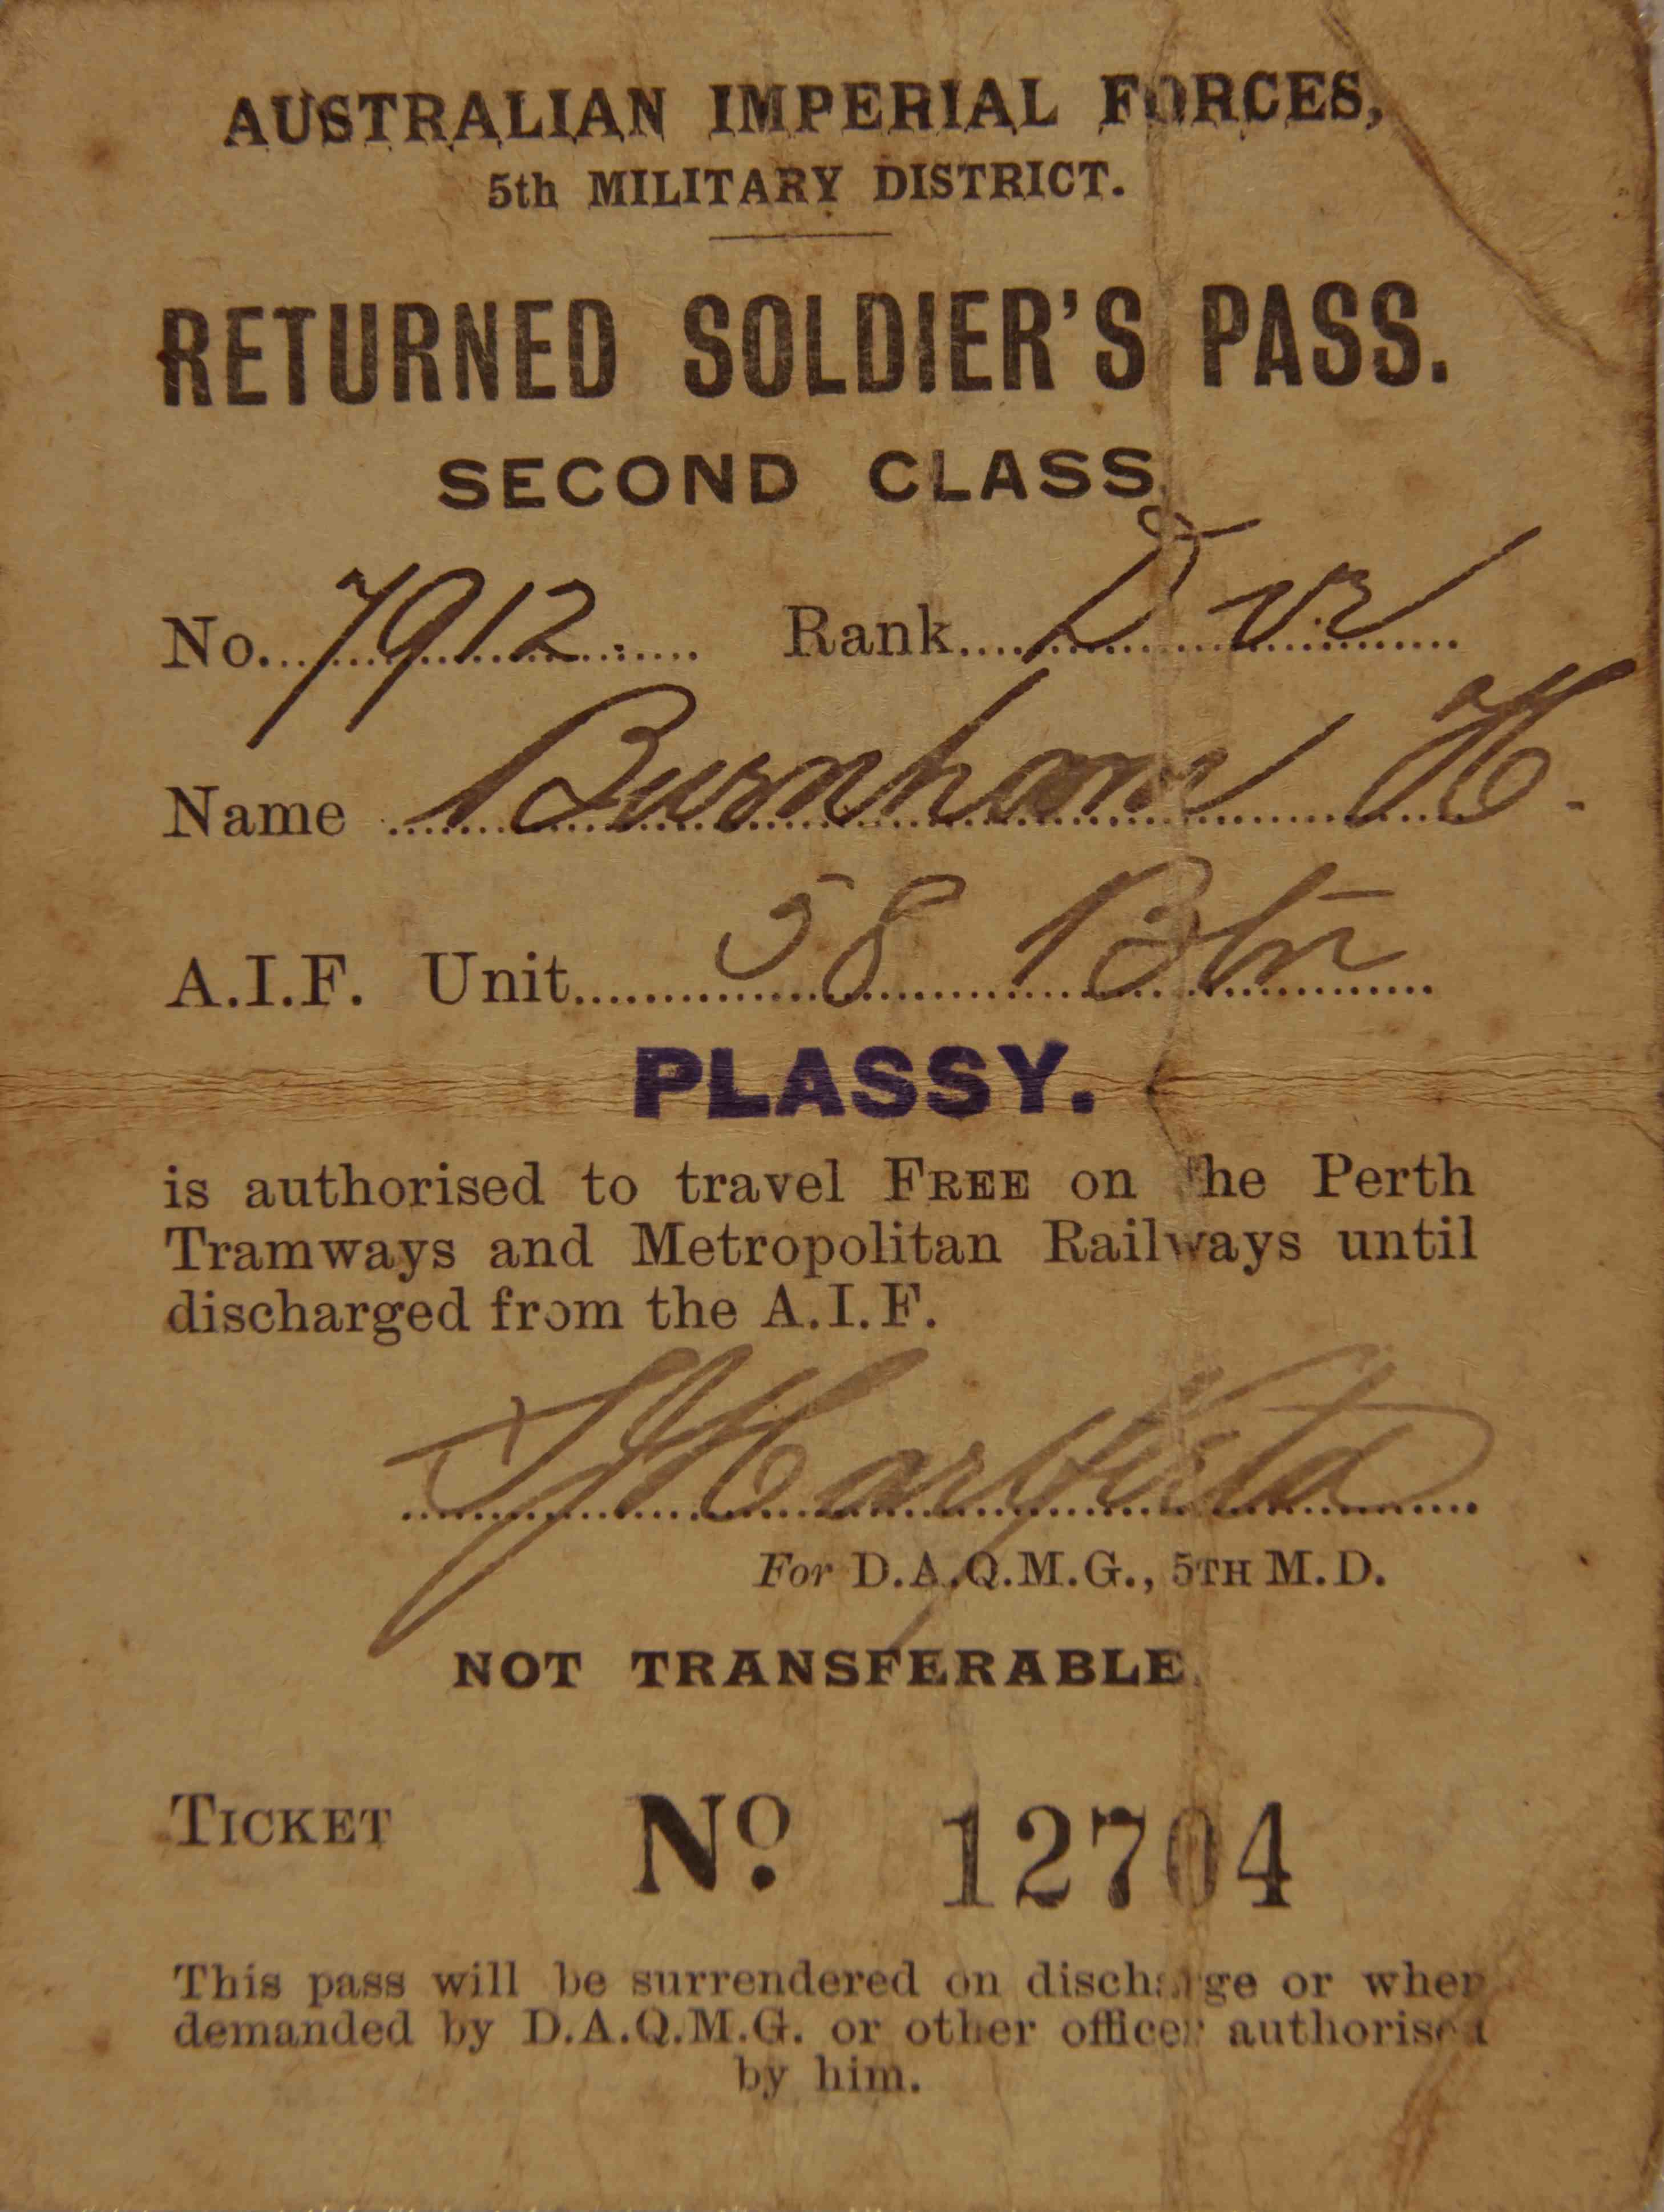 AUSTRALIAN IMPERIAL FORCES,
5th MILITARY DISTRICT.
RETURNED SOLDIER'S PASS.
SECOND CLASS.
No. 7912. Rank Dvr
Name Burnham H.
A.I.F. Unit 58 Btr
PLASSY.
is authorised to travel FREE on the Perth
Tramways and Metropolitan Railways until
discharged from the A.I.F.
For D.A.Q.M.G., 5TH M.D.
NOT TRANSFERABLE.
TICKET No. 12704
This pass will be surrendered on discharge or when
demanded by D.A.Q.M.G. or other officer authorised
by him.